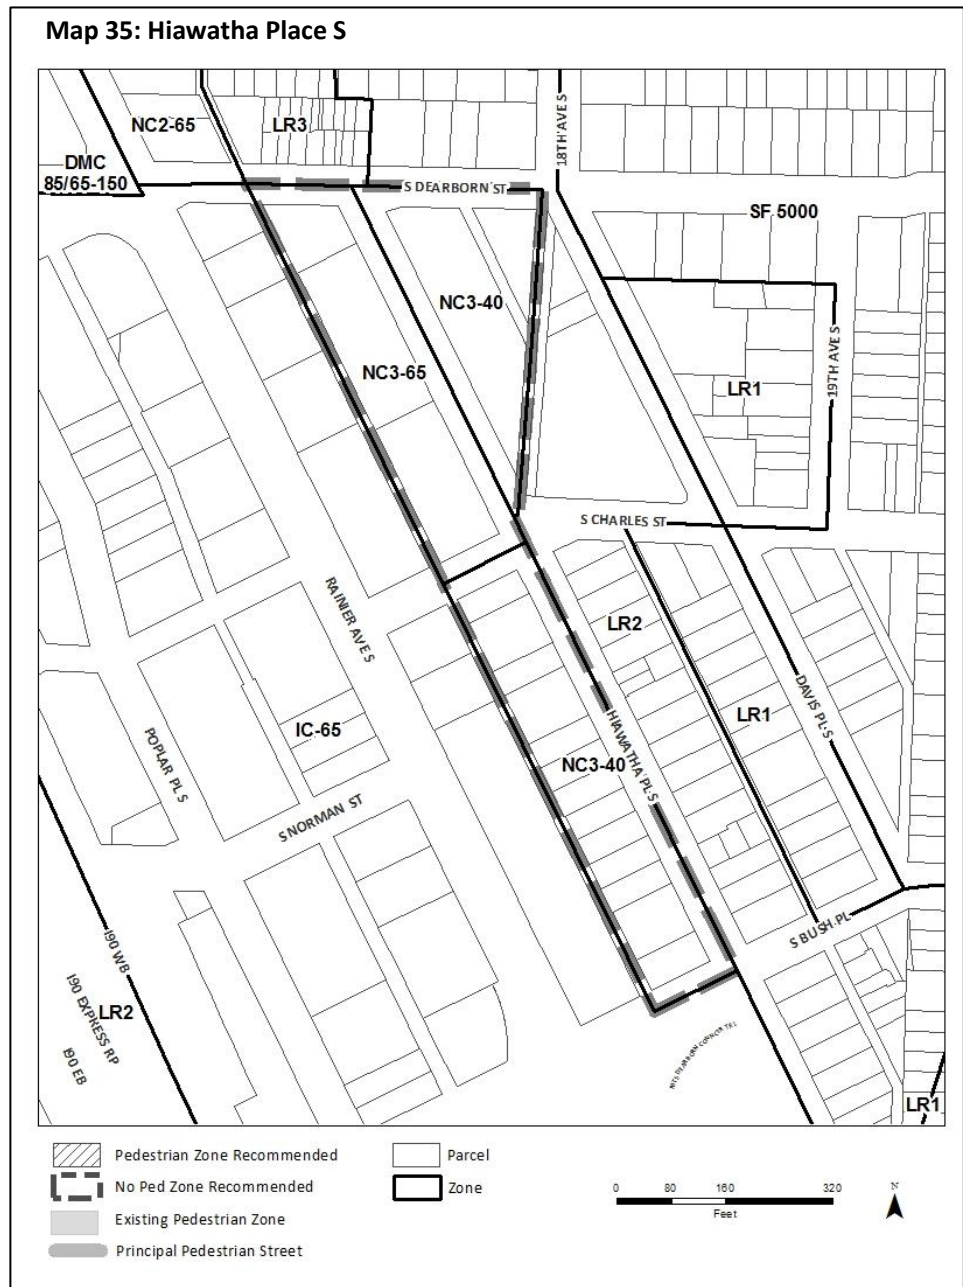 Map 35: Hiawatha Place S
NC2-65
LR3
18TH AVE S
DMC
85/65-150
S DEARBORN ST
SF 5000
NC3-40
NC3-65
LR1
19TH AVE S
S CHARLES ST
RAINIER AVE S
LR2
LR1
DAVIS PL S
IC-65
POPLAR PL S
HIAWATHA PL S
NC3-40
S NORMAN ST
S BUSH PL
I90 WB
I90 EXPRESS RP
LR2
I90 EB
LR1
Pedestrian Zone Recommended
Parcel
No Ped Zone Recommended
Zone
Existing Pedestrian Zone
Principal Pedestrian Street
0 80 160 320
Feet
N